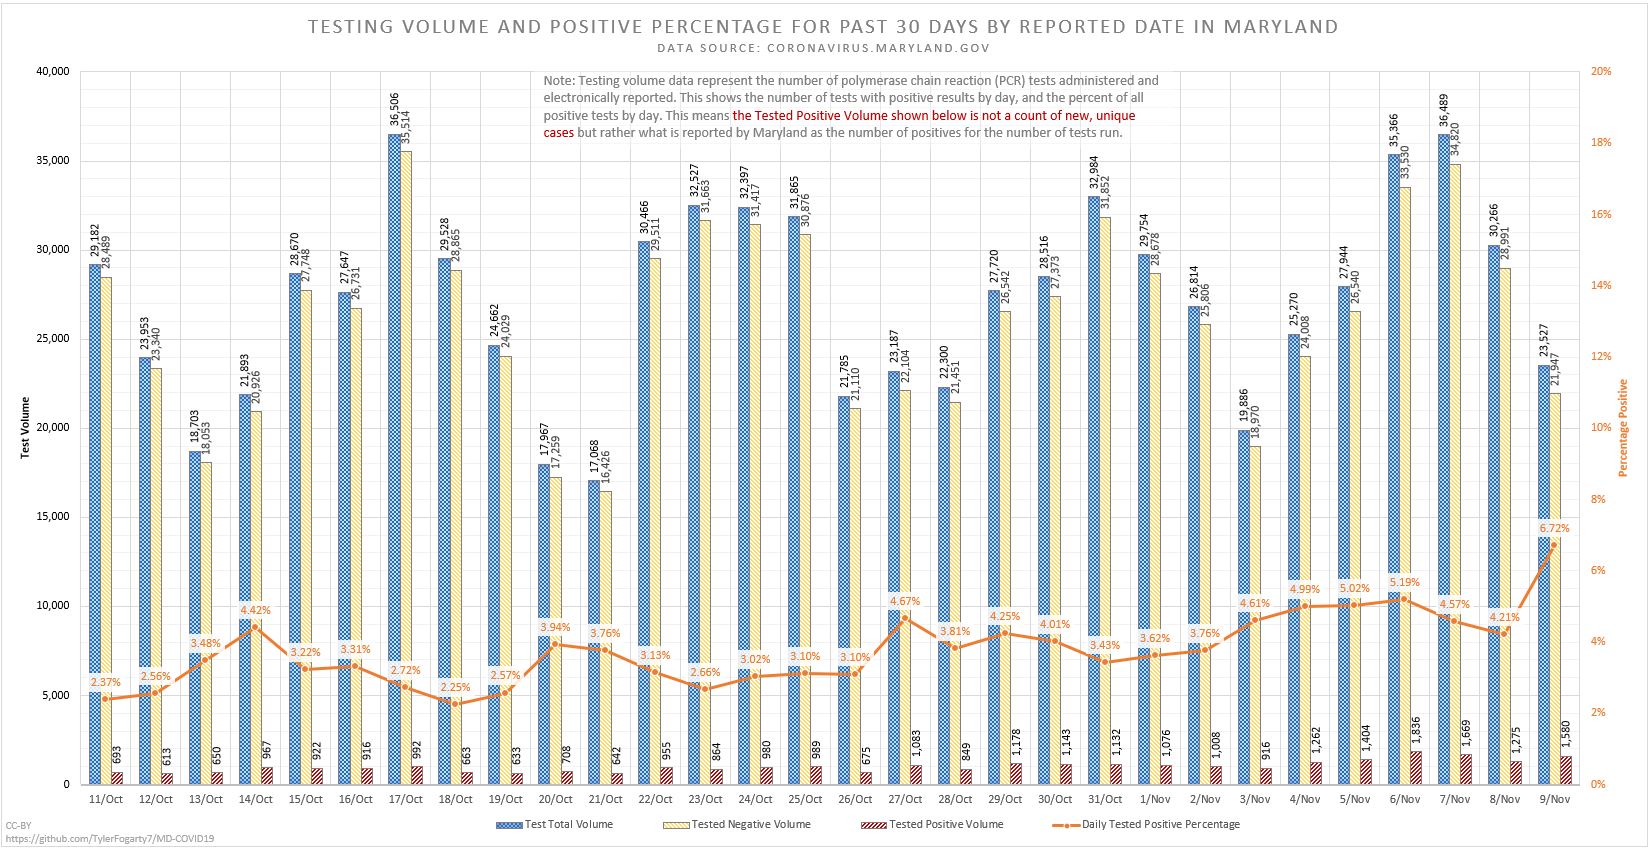 TESTING VOLUME AND POSITIVE PERCENTAGE FOR PAST 30 DAYS BY REPORTED DATE IN MARYLAND
DATA SOURCE: CORONAVIRUS.MARYLAND.GOV
Note: Testing volume data represent the number of polymerase chain reaction (PCR) tests administered and
electronically reported. This shows the number of tests with positive results by day, and the percent of all
positive tests by day. This means the Tested Positive Volume shown below is not a count of new, unique
cases but rather what is reported by Maryland as the number of positives for the number of tests run.
Test Volume
40,000
35,000
30,000
25,000
20,000
15,000
10,000
5,000
0
Percentage Positive
20%
18%
16%
14%
12%
10%
8%
6%
4%
2%
0%
29,182 28,489 2.37% 693 11/Oct
23,953 23,340 2.56% 613 12/Oct
18,703 18,053 3.48% 650 13/Oct
21,893 20,926 4.42% 967 14/Oct
28,670 27,748 3.22% 922 15/Oct
27,647 26,731 3.31% 916 16/Oct
36,506 35,514 2.72% 992 17/Oct
29,528 28,865 2.25% 663 18/Oct
24,662 24,029 2.57% 633 19/Oct
17,967 17,259 3.94% 708 20/Oct
17,068 16,426 3.76% 642 21/Oct
30,466 29,511 3.13% 955 22/Oct
32,527 31,663 2.66% 864 23/Oct
32,397 31,417 3.02% 980 24/Oct
31,865 30,876 3.10% 989 25/Oct
21,785 21,110 3.10% 675 26/Oct
23,187 22,104 4.67% 1,083 27/Oct
22,300 21,451 3.81% 849 28/Oct
27,720 26,542 4.25% 1,178 29/Oct
28,516 27,373 4.01% 1,143 30/Oct
32,984 31,852 3.43% 1,132 31/Oct
29,754 28,678 3.62% 1,076 1/Nov
26,814 25,806 3.76% 1,008 2/Nov
19,886 18,970 4.61% 916 3/Nov
25,270 24,008 4.99% 1,262 4/Nov
27,944 26,540 5.02% 1,404 5/Nov
35,366 33,530 5.19% 1,836 6/Nov
36,489 34,820 4.57% 1,669 7/Nov
30,266 28,991 4.21% 1,275 8/Nov
23,527 21,947 6.72% 1,580 9/Nov
Test Total Volume
Tested Negative Volume
Tested Positive Volume
Daily Tested Positive Percentage
CC-BY
https://github.com/TylerFogarty7/MD-COVID19